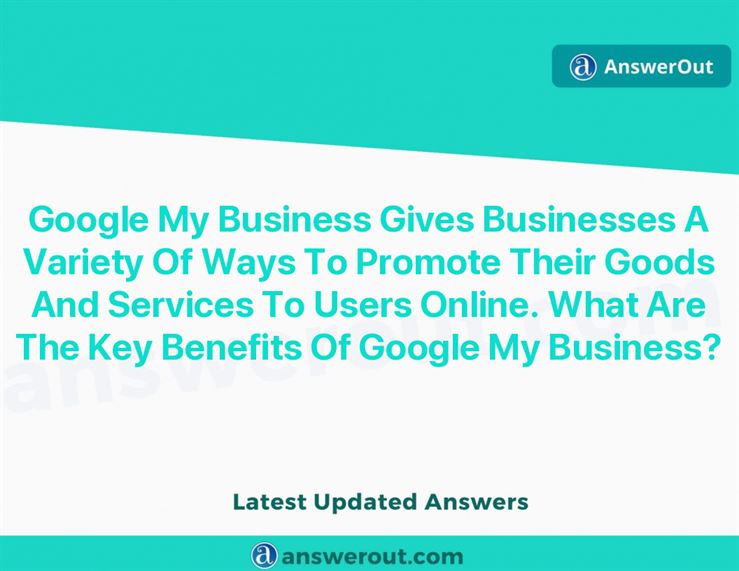 AnswerOut
Google My Business Gives Businesses A
Variety Of Ways To Promote Their Goods
And Services To Users Online. What Are
The Key Benefits Of Google My Business?
answerout.com
Latest Updated Answers
answerout.com